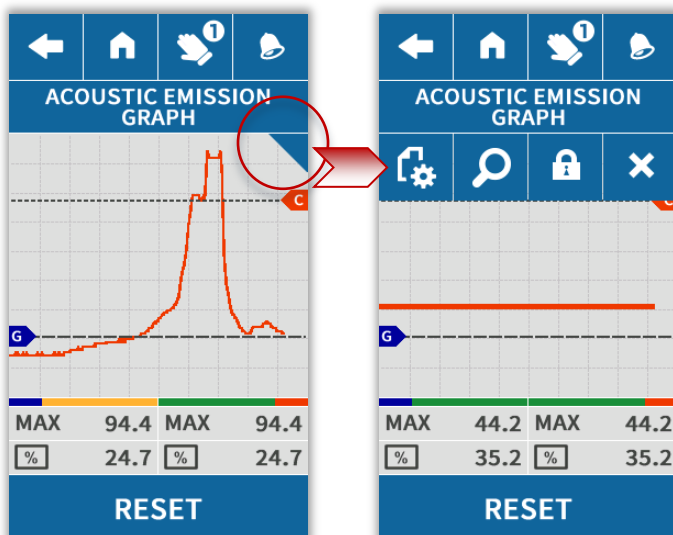 1
ACOUSTIC EMISSION
GRAPH
C
G
MAX 94.4 MAX 94.4
% 24.7 % 24.7
RESET
1
ACOUSTIC EMISSION
GRAPH
G
MAX 44.2 MAX 44.2
% 35.2 % 35.2
RESET